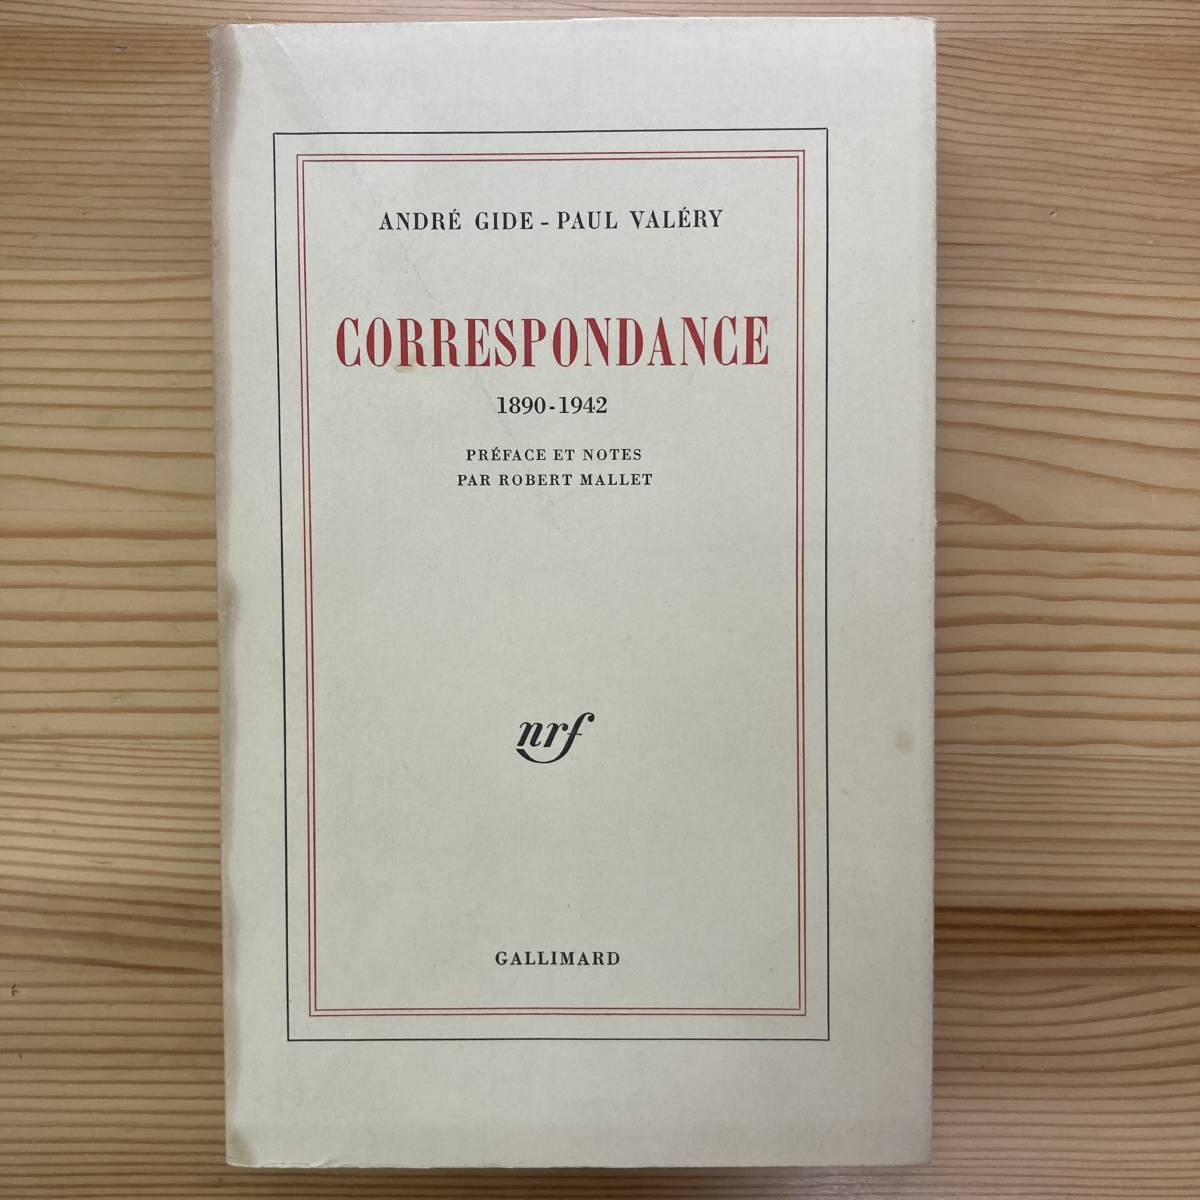 ANDRÉ GIDE - PAUL VALÉRY
CORRESPONDANCE
1890-1942
PRÉFACE ET NOTES
PAR ROBERT MALLET
nrf
GALLIMARD